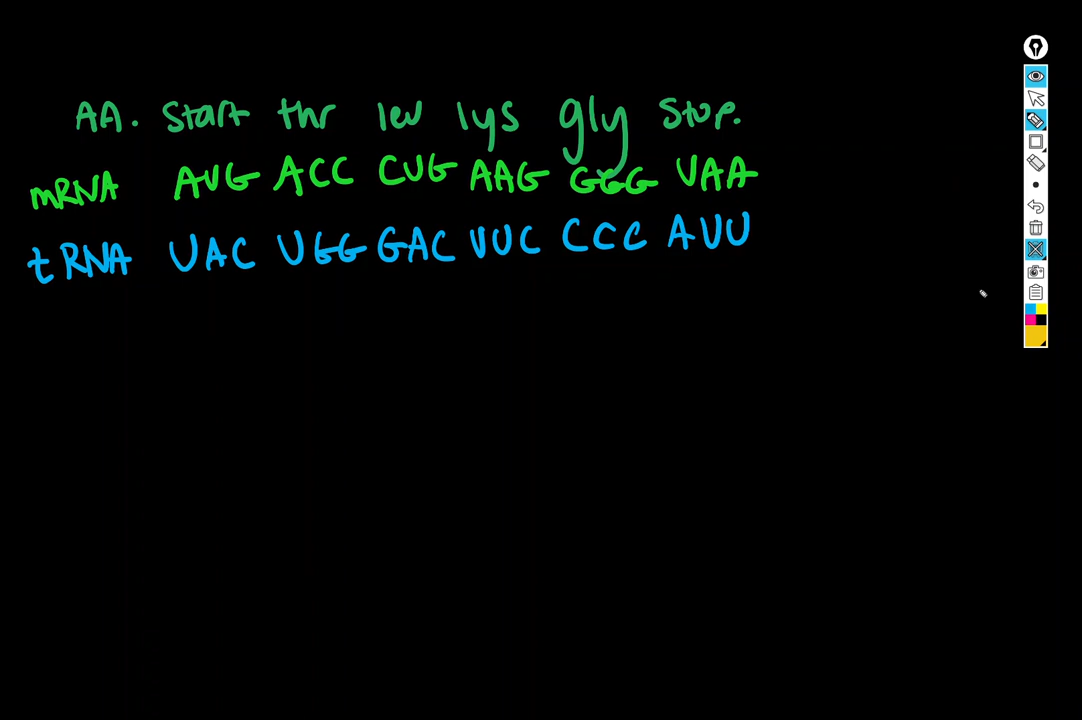 AA. Start thr leu lys gly stop.
mRNA AUG ACC CUG AAG GGG UAA
tRNA UAC UGG GAC UUC CCC AUU